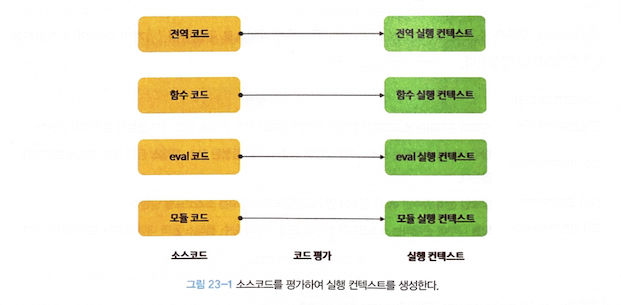 전역 코드 전역 실행 컨텍스트
함수 코드 함수 실행 컨텍스트
eval 코드 eval 실행 컨텍스트
모듈 코드 모듈 실행 컨텍스트
소스코드 코드 평가 실행 컨텍스트
그림 23-1 소스코드를 평가하여 실행 컨텍스트를 생성한다.